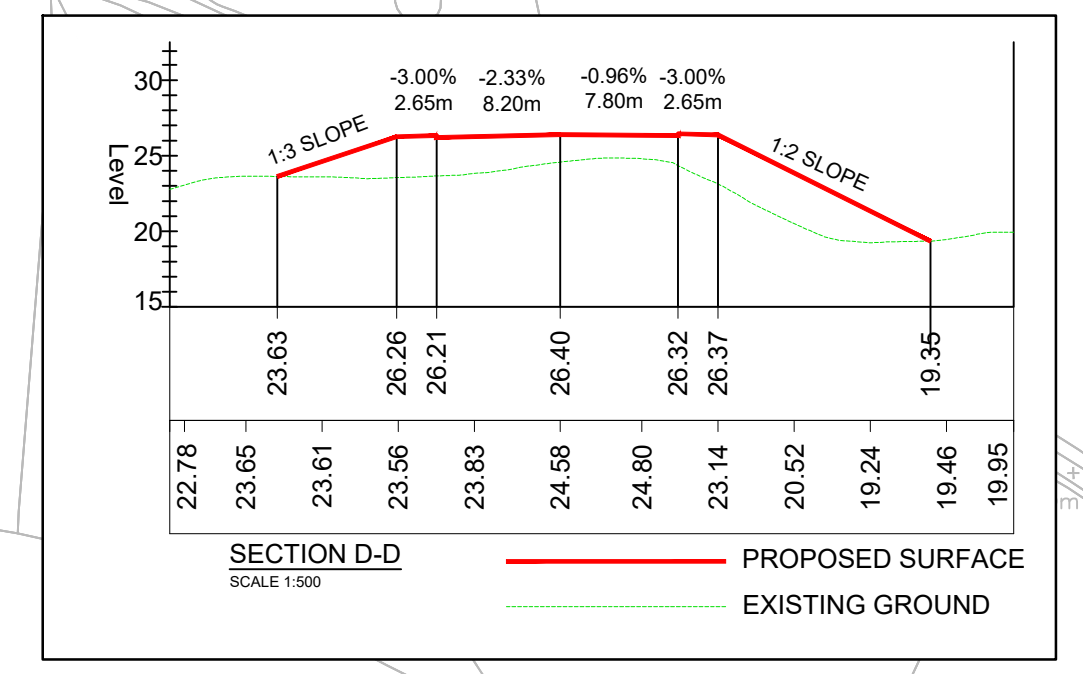 -3.00% -2.33% -0.96% -3.00%
2.65m 8.20m 7.80m 2.65m
30
25
20
15
Level
1:3 SLOPE
1:2 SLOPE
23.63 26.26 26.21 26.40 26.32 26.37 19.35
22.78 23.65 23.61 23.56 23.83 24.58 24.80 23.14 20.52 19.24 19.46 19.95
SECTION D-D
SCALE 1:500
PROPOSED SURFACE
EXISTING GROUND
+
m